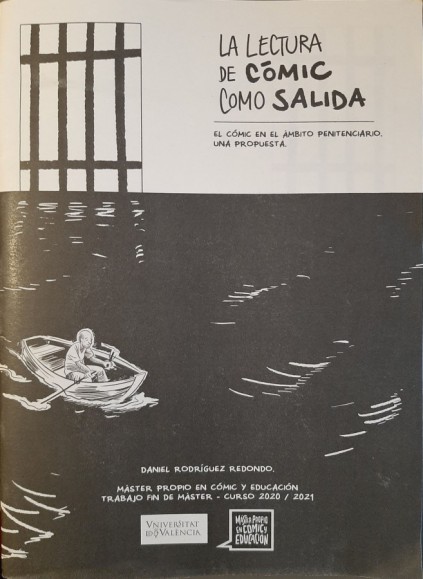 LA LECTURA
DE CÓMIC
COMO SALIDA
EL CÓMIC EN EL ÁMBITO PENITENCIARIO.
UNA PROPUESTA.
DANIEL RODRÍGUEZ REDONDO.
MÁSTER PROPIO EN CÓMIC Y EDUCACIÓN
TRABAJO FIN DE MÁSTER - CURSO 2020 / 2021
VNIVERSITAT
DE VALÈNCIA
MÁSTER PROPIO
EN CÓMIC Y
EDUCACIÓN